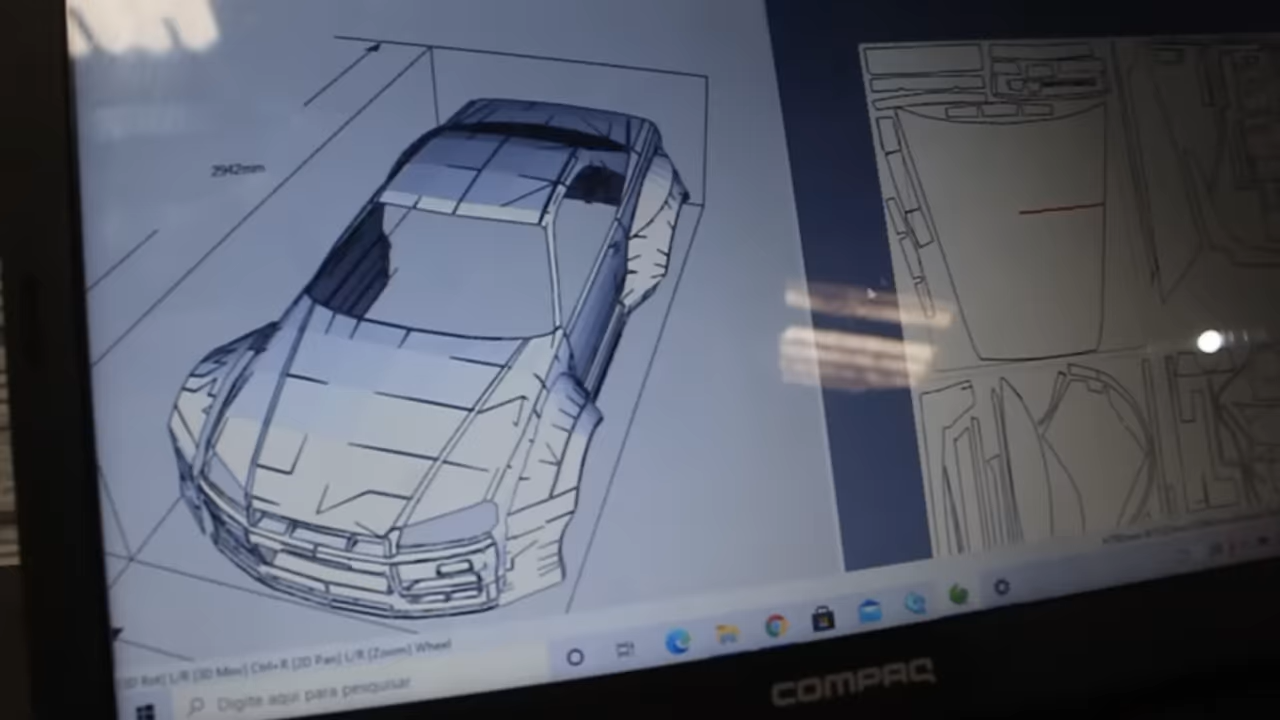 2942mm
[3D Rot] L/R [3D Mov] Ctrl+R [2D Pan] L/R [Zoom] Wheel
Digite aqui para pesquisar
COMPAQ